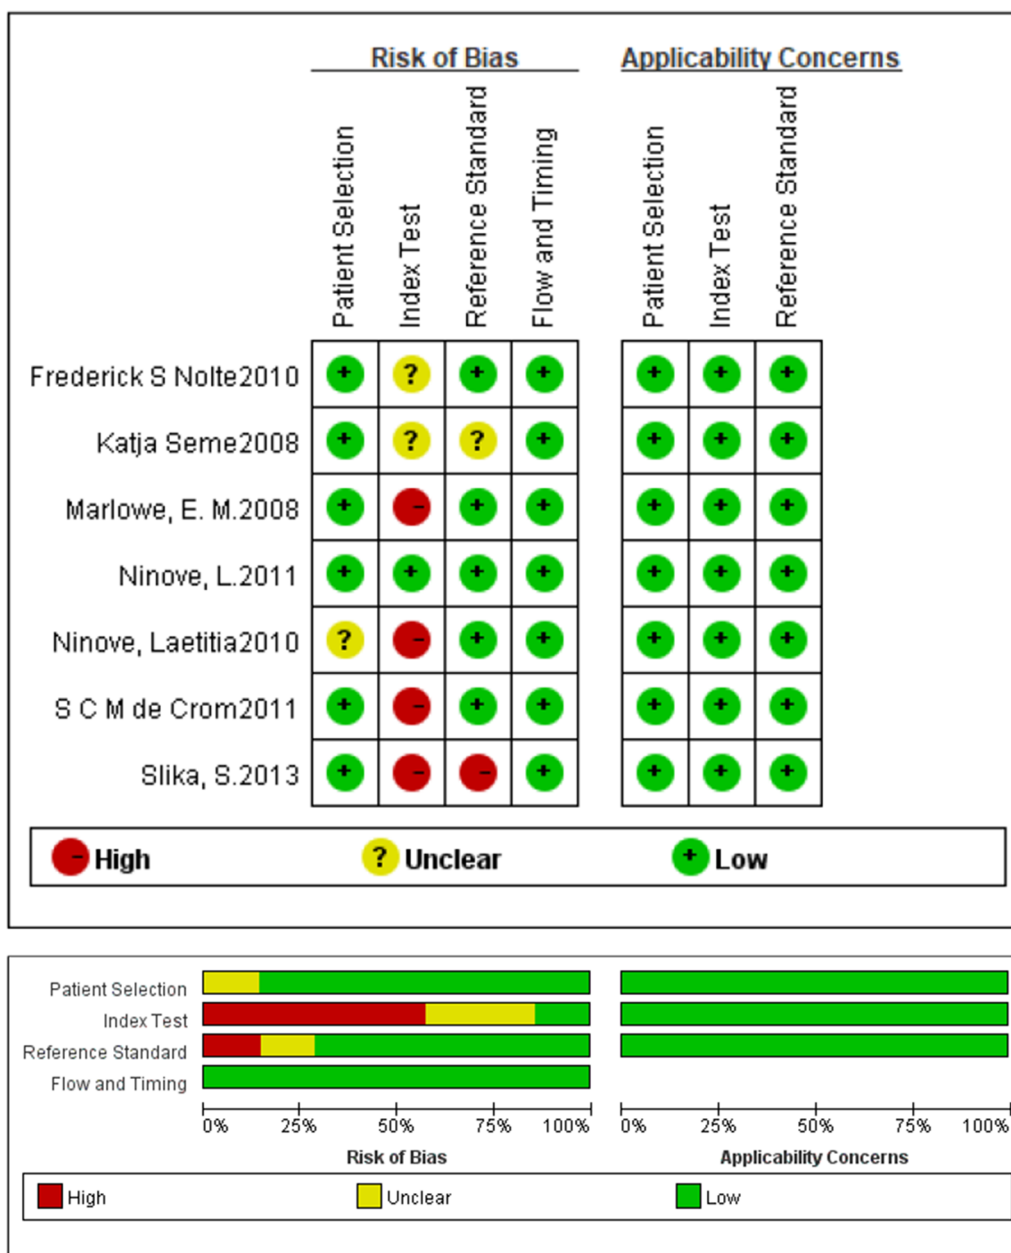 Risk of Bias Applicability Concerns
Patient Selection
Index Test
Reference Standard
Flow and Timing
Patient Selection
Index Test
Reference Standard
Frederick S Nolte2010 + ? + + + + +
Katja Seme2008 + ? ? + + + +
Marlowe, E. M.2008 + - + + + + +
Ninove, L.2011 + + + + + + +
Ninove, Laetitia2010 ? - + + + + +
S C M de Crom2011 + - + + + + +
Slika, S.2013 + - - + + + +
- High ? Unclear + Low
Patient Selection
Index Test
Reference Standard
Flow and Timing
0% 25% 50% 75% 100% 0% 25% 50% 75% 100%
Risk of Bias Applicability Concerns
High Unclear Low